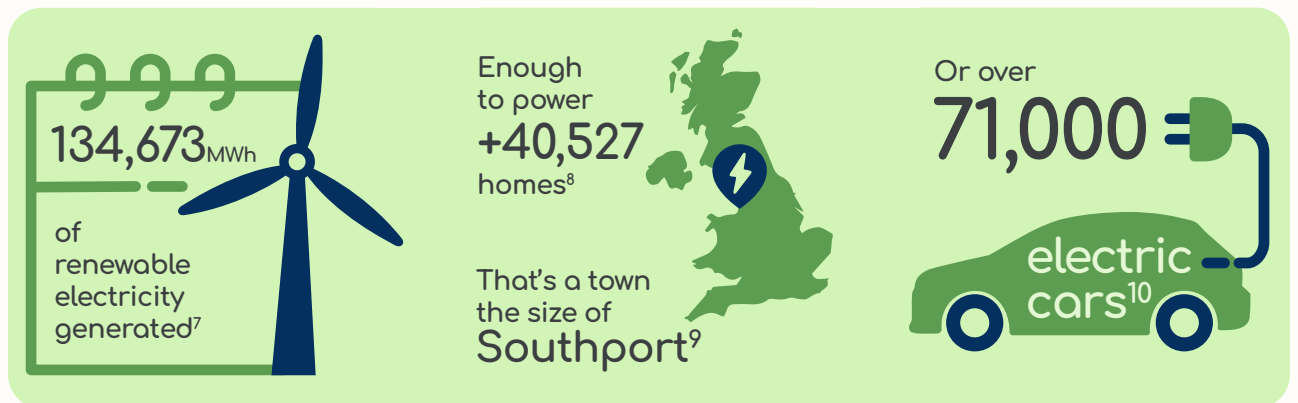 134,673MWh
of
renewable
electricity
generated⁷
Enough
to power
+40,527
homes⁸
That's a town
the size of
Southport⁹
Or over
71,000
electric
cars¹⁰